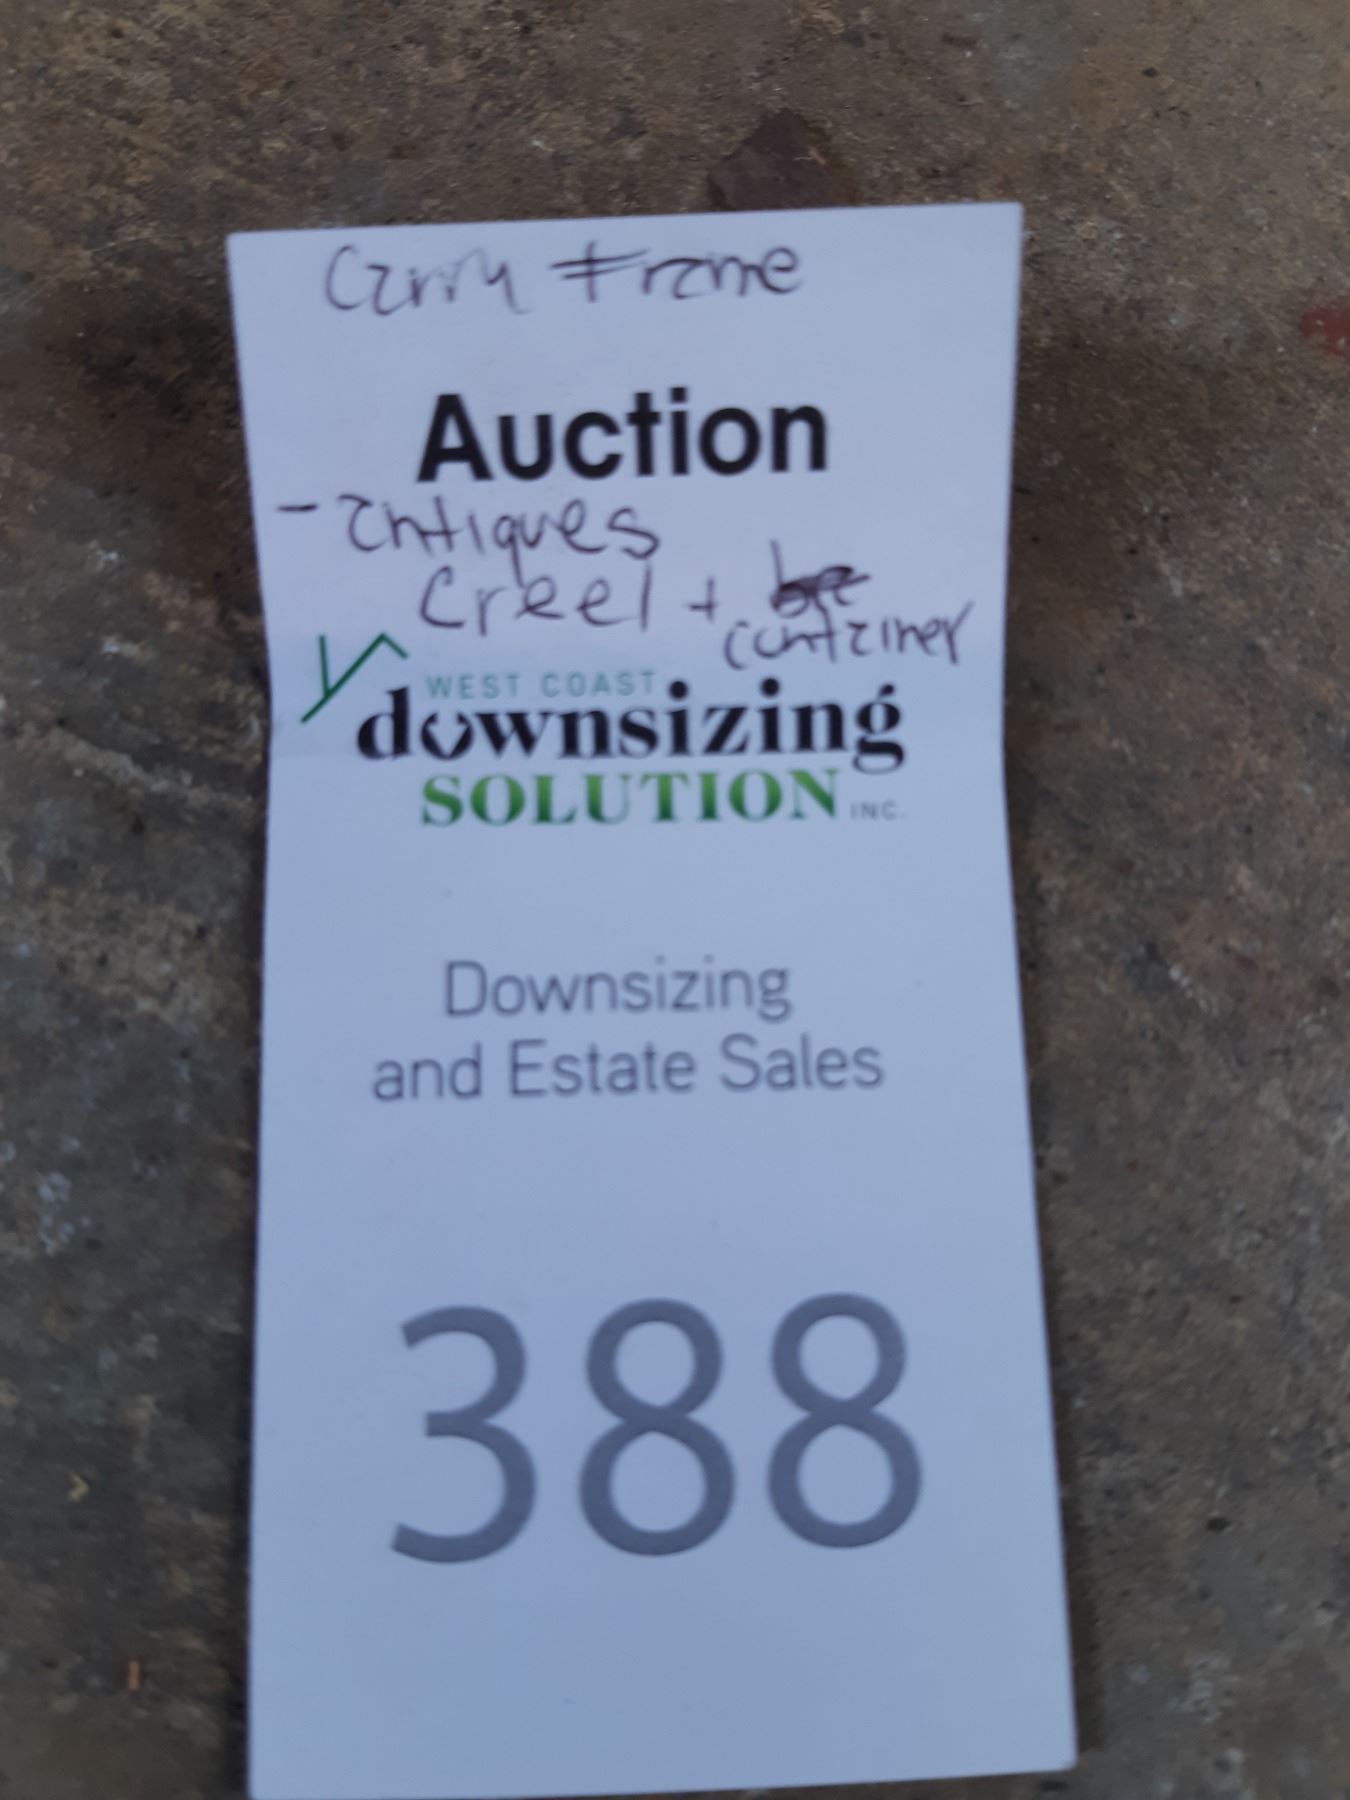 Carry Frame
Auction
- antiques
Creel +
container
WEST COAST
downsizing
SOLUTION INC.
Downsizing
and Estate Sales
388